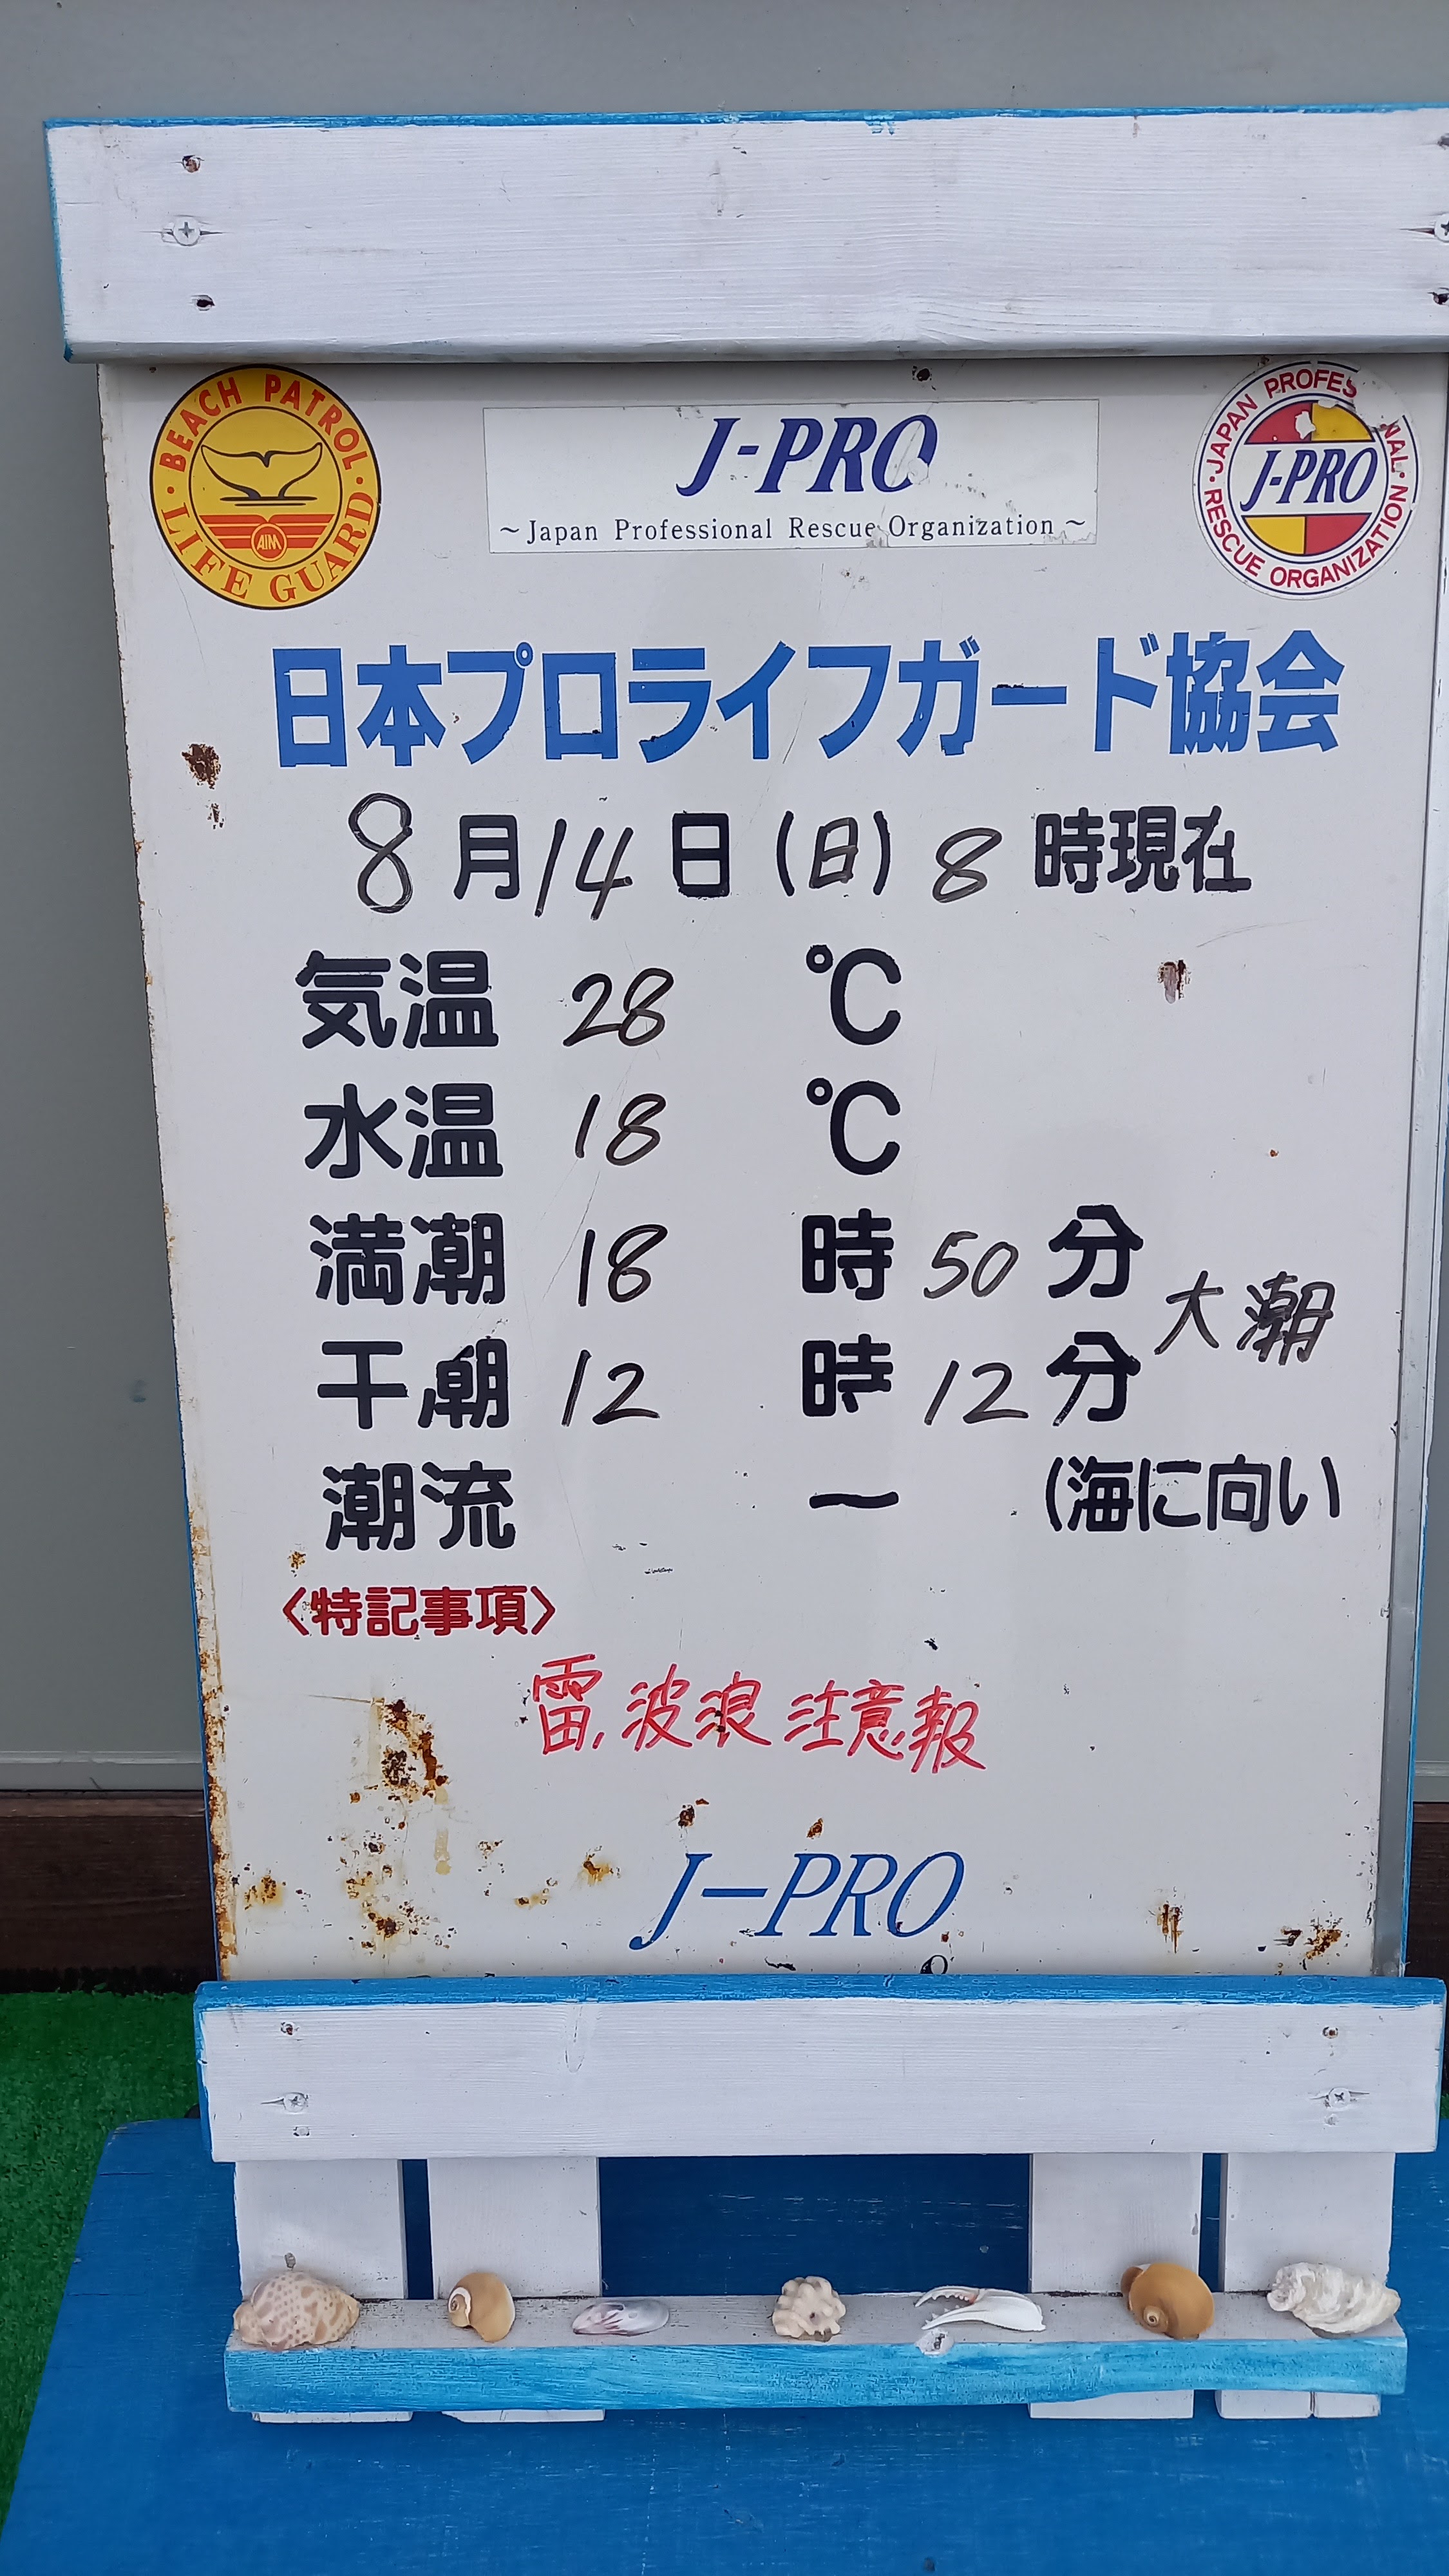 BEACH PATROL
LIFE GUARD
AIM
J-PRO
~Japan Professional Rescue Organization~
JAPAN PROFES NAL
J-PRO
RESCUE ORGANIZATION
日本プロライフガード協会
8月14日(日) 8時現在
気温 28 ℃
水温 18 ℃
満潮 18 時 50 分
大潮
干潮 12 時 12 分
潮流 ー (海に向い
〈特記事項〉
雷,波浪注意報
J-PRO